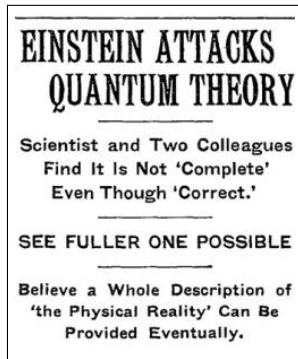 EINSTEIN ATTACKS
QUANTUM THEORY
Scientist and Two Colleagues
Find It Is Not ‘Complete’
Even Though ‘Correct.’
SEE FULLER ONE POSSIBLE
Believe a Whole Description of
‘the Physical Reality’ Can Be
Provided Eventually.